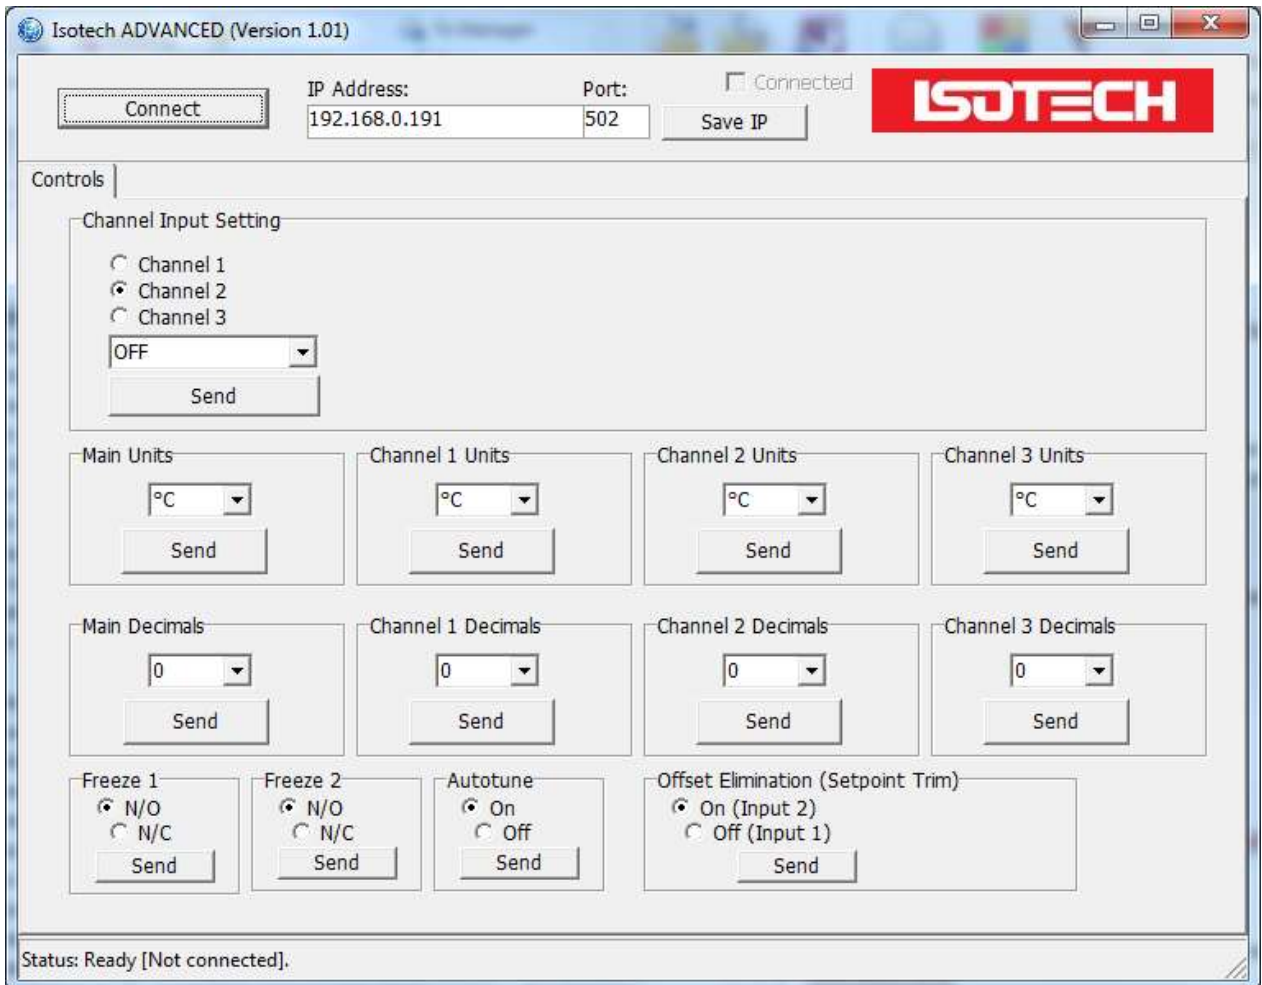 Isotech ADVANCED (Version 1.01)
IP Address: Port: Connected
Connect 192.168.0.191 502 Save IP
ISOTECH
Controls
Channel Input Setting
Channel 1
Channel 2
Channel 3
OFF
Send
Main Units Channel 1 Units Channel 2 Units Channel 3 Units
°C °C °C °C
Send Send Send Send
Main Decimals Channel 1 Decimals Channel 2 Decimals Channel 3 Decimals
0 0 0 0
Send Send Send Send
Freeze 1 Freeze 2 Autotune Offset Elimination (Setpoint Trim)
N/O N/O On On (Input 2)
N/C N/C Off Off (Input 1)
Send Send Send Send
Status: Ready [Not connected].